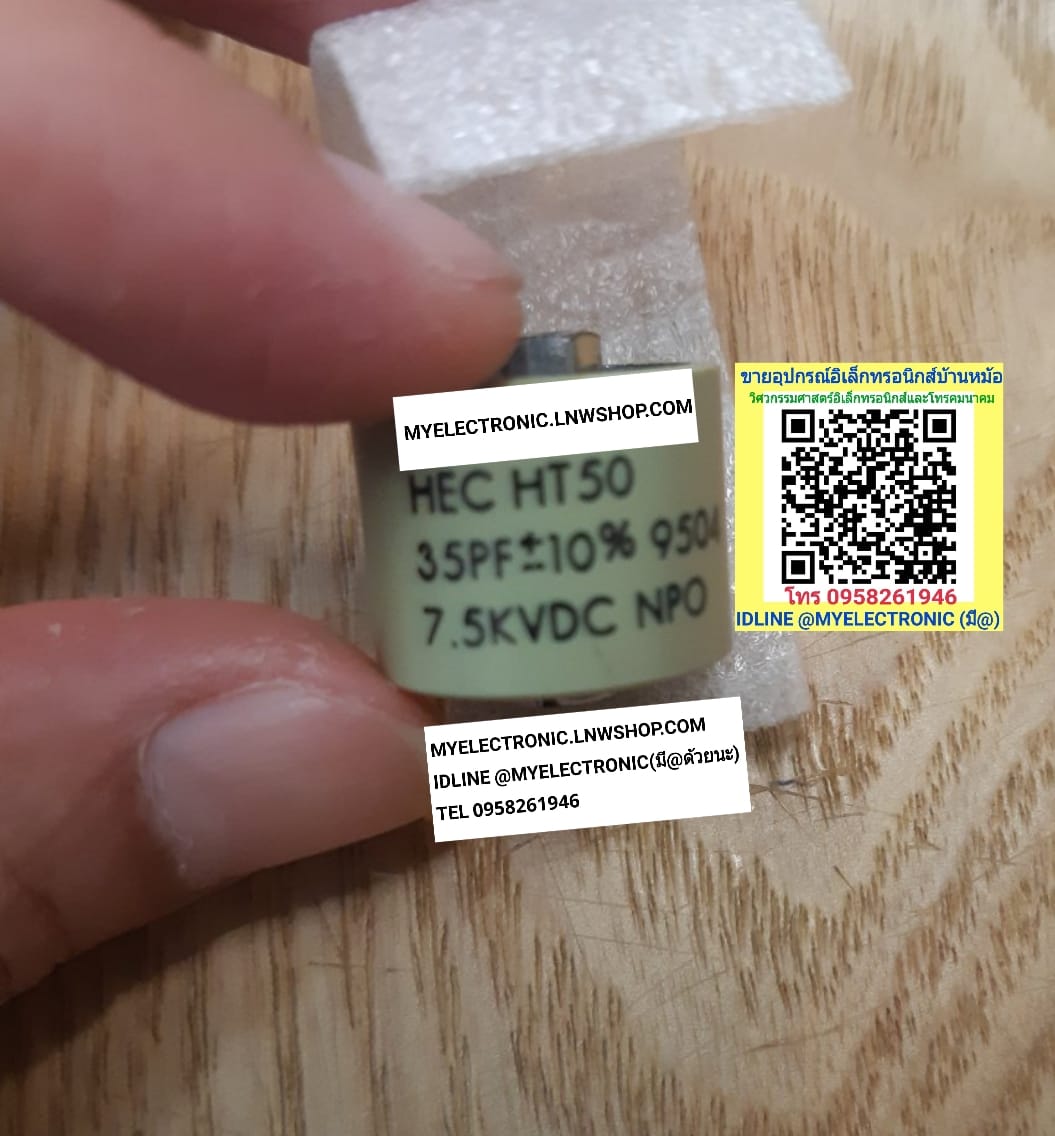 MYELECTRONIC.LNWSHOP.COM
HEC HT50
35PF±10% 9504
7.5KVDC NPO
ขายอุปกรณ์อิเล็กทรอนิกส์บ้านหม้อ
วิศวกรรมศาสตร์อิเล็กทรอนิกส์และโทรคมนาคม
โทร 0958261946
IDLINE @MYELECTRONIC (มี@)
MYELECTRONIC.LNWSHOP.COM
IDLINE @MYELECTRONIC(มี@ด้วยนะ)
TEL 0958261946